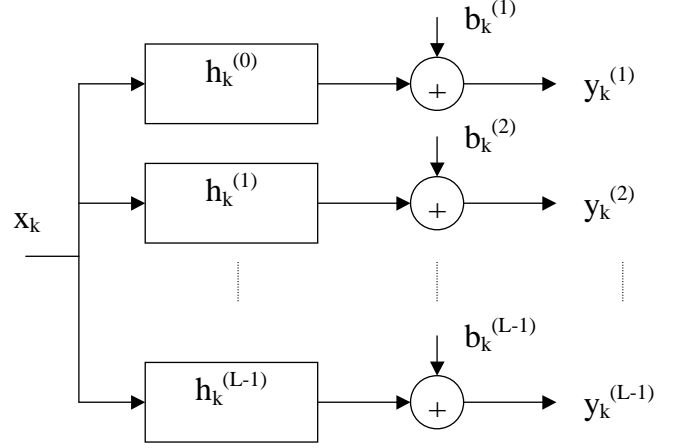 b_k^(1)
h_k^(0)
+
y_k^(1)
b_k^(2)
h_k^(1)
+
y_k^(2)
x_k
b_k^(L-1)
h_k^(L-1)
+
y_k^(L-1)